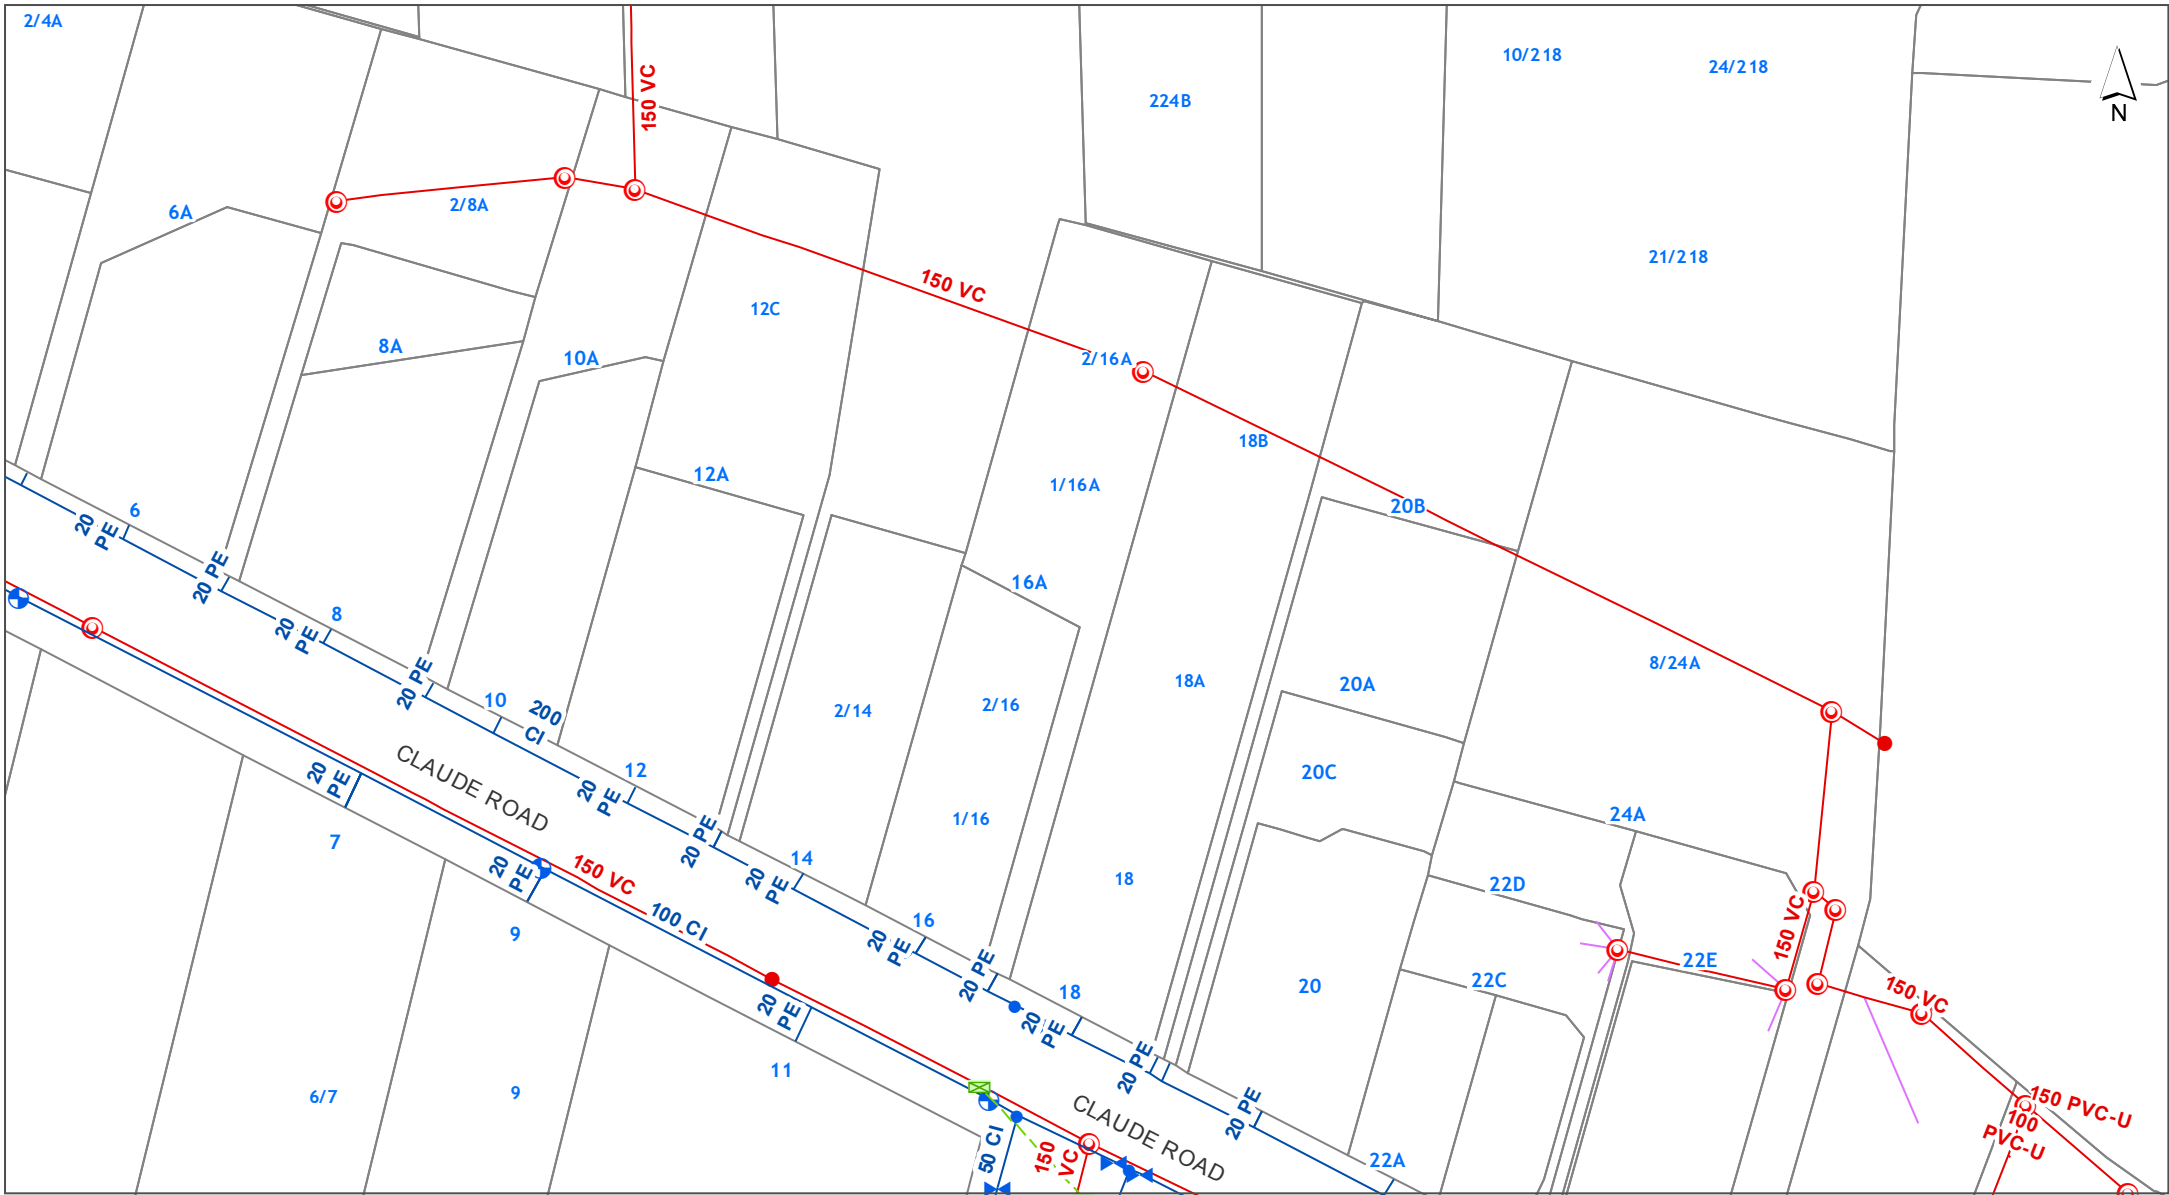 2/4A
10/218
24/218
150 VC
224B
N
2/8A
6A
21/218
150 VC
12C
8A
10A
2/16A
18B
12A
1/16A
20B
6
20 PE
20 PE
16A
8
20 PE
8/24A
20 PE
18A
20A
10
200 CI
2/14
2/16
CLAUDE ROAD
12
20C
20 PE
20 PE
7
1/16
24A
20 PE
14
150 VC
20 PE
20 PE
18
22D
9
100 CI
16
20 PE
150 VC
22E
20 PE
20
22C
18
150 VC
20 PE
20 PE
11
20 PE
6/7
9
20 PE
CLAUDE ROAD
150 PVC-U
100 PVC-U
50 CI
150 VC
22A